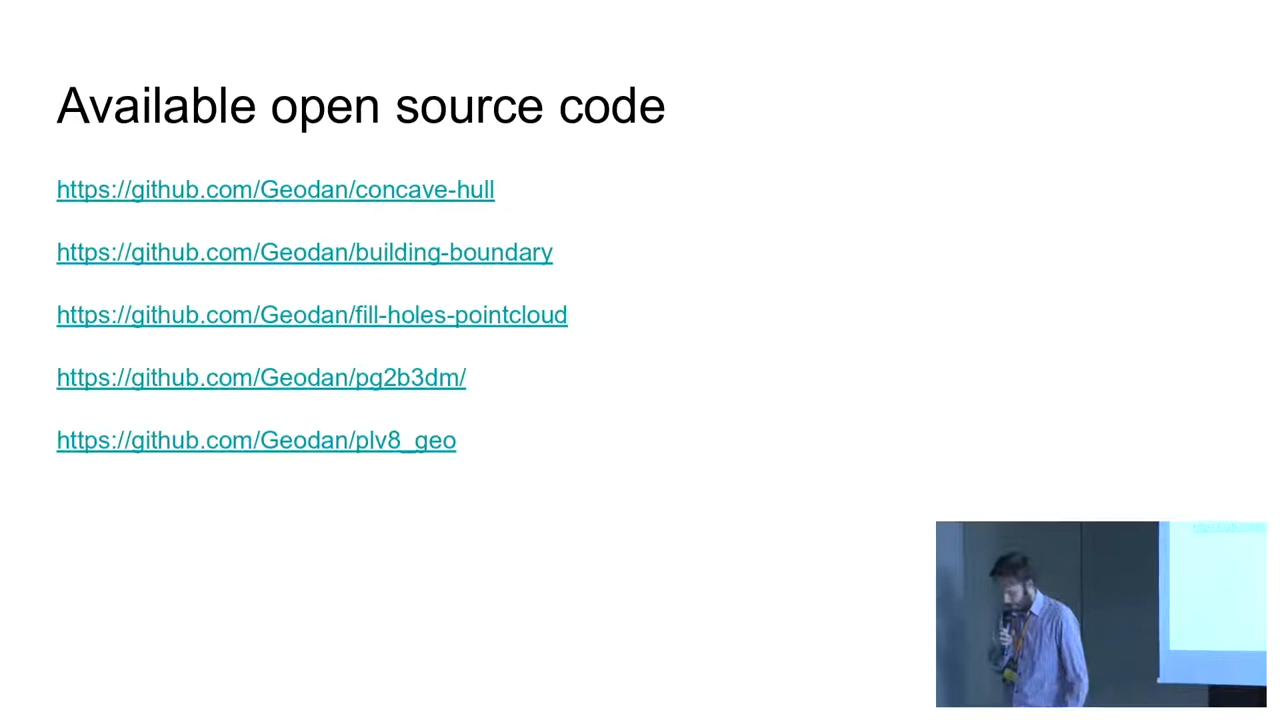 Available open source code
https://github.com/Geodan/concave-hull
https://github.com/Geodan/building-boundary
https://github.com/Geodan/fill-holes-pointcloud
https://github.com/Geodan/pg2b3dm/
https://github.com/Geodan/plv8_geo